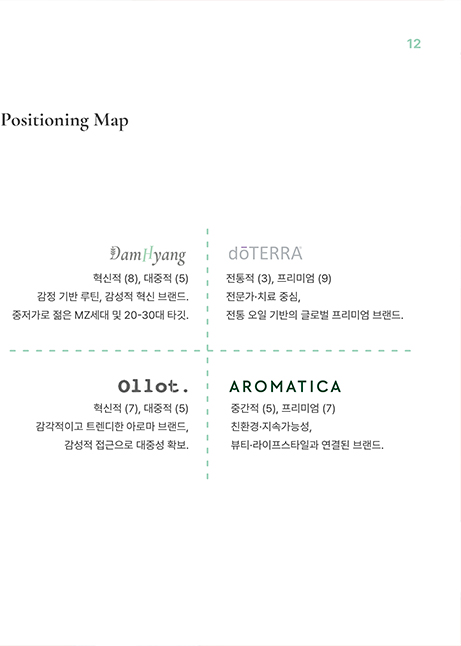 12
Positioning Map
DamHyang
혁신적 (8), 대중적 (5)
감정 기반 루틴, 감성적 혁신 브랜드.
중저가로 젊은 MZ세대 및 20-30대 타깃.
dōTERRA
전통적 (3), 프리미엄 (9)
전문가·치료 중심,
전통 오일 기반의 글로벌 프리미엄 브랜드.
Ollot.
혁신적 (7), 대중적 (5)
감각적이고 트렌디한 아로마 브랜드,
감성적 접근으로 대중성 확보.
AROMATICA
중간적 (5), 프리미엄 (7)
친환경·지속가능성,
뷰티·라이프스타일과 연결된 브랜드.